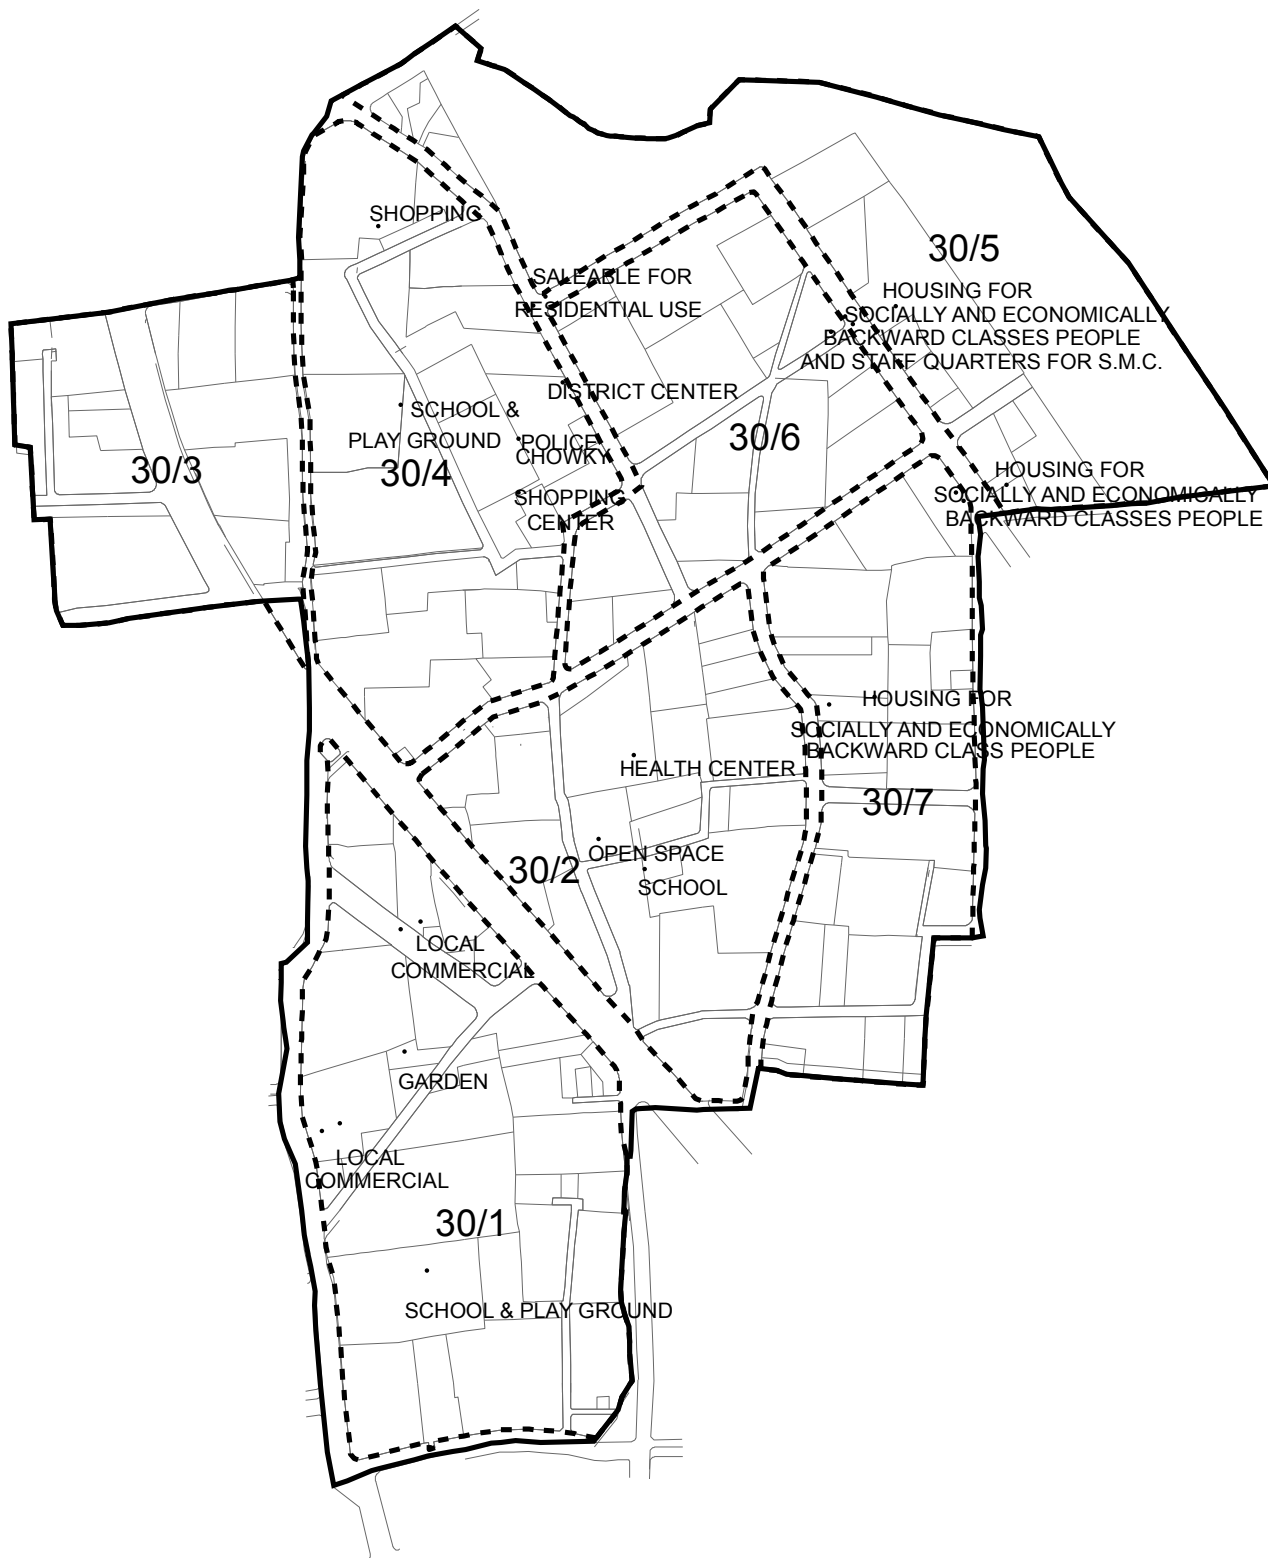 SHOPPING
30/5
SALEABLE FOR
RESIDENTIAL USE
HOUSING FOR
SOCIALLY AND ECONOMICALLY
BACKWARD CLASSES PEOPLE
AND STAFF QUARTERS FOR S.M.C.
DISTRICT CENTER
SCHOOL &
PLAY GROUND
30/4
POLICE
CHOWKY
30/6
30/3
SHOPPING
CENTER
HOUSING FOR
SOCIALLY AND ECONOMICALLY
BACKWARD CLASSES PEOPLE
HOUSING FOR
SOCIALLY AND ECONOMICALLY
BACKWARD CLASS PEOPLE
HEALTH CENTER
30/7
OPEN SPACE
30/2
SCHOOL
LOCAL
COMMERCIAL
GARDEN
LOCAL
COMMERCIAL
30/1
SCHOOL & PLAY GROUND